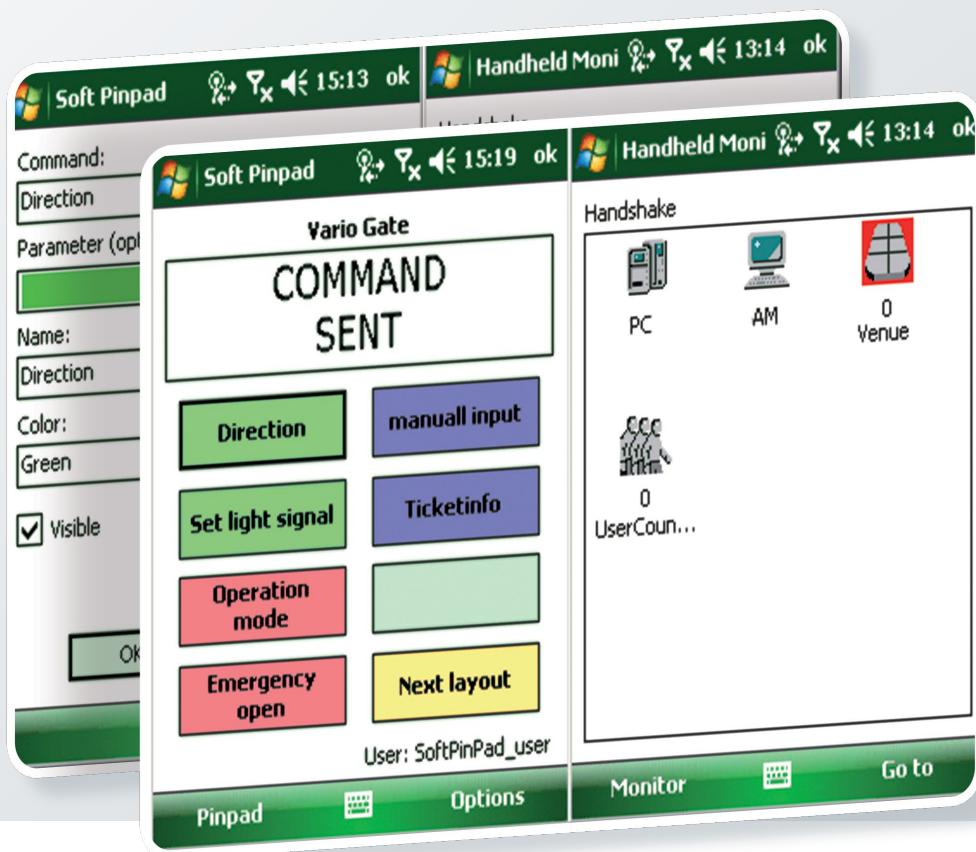 Soft Pinpad 15:13 ok
Command:
Direction
Parameter (opt
Name:
Direction
Color:
Green
Visible
OK
Handheld Moni 13:14 ok
Handshake
Soft Pinpad 15:19 ok
Vario Gate
COMMAND
SENT
Direction
manuall input
Set light signal
Ticketinfo
Operation
mode
Emergency
open
Next layout
User: SoftPinPad_user
Pinpad
Options
Handheld Moni 13:14 ok
Handshake
PC
AM
0
Venue
0
UserCoun...
Monitor
Go to